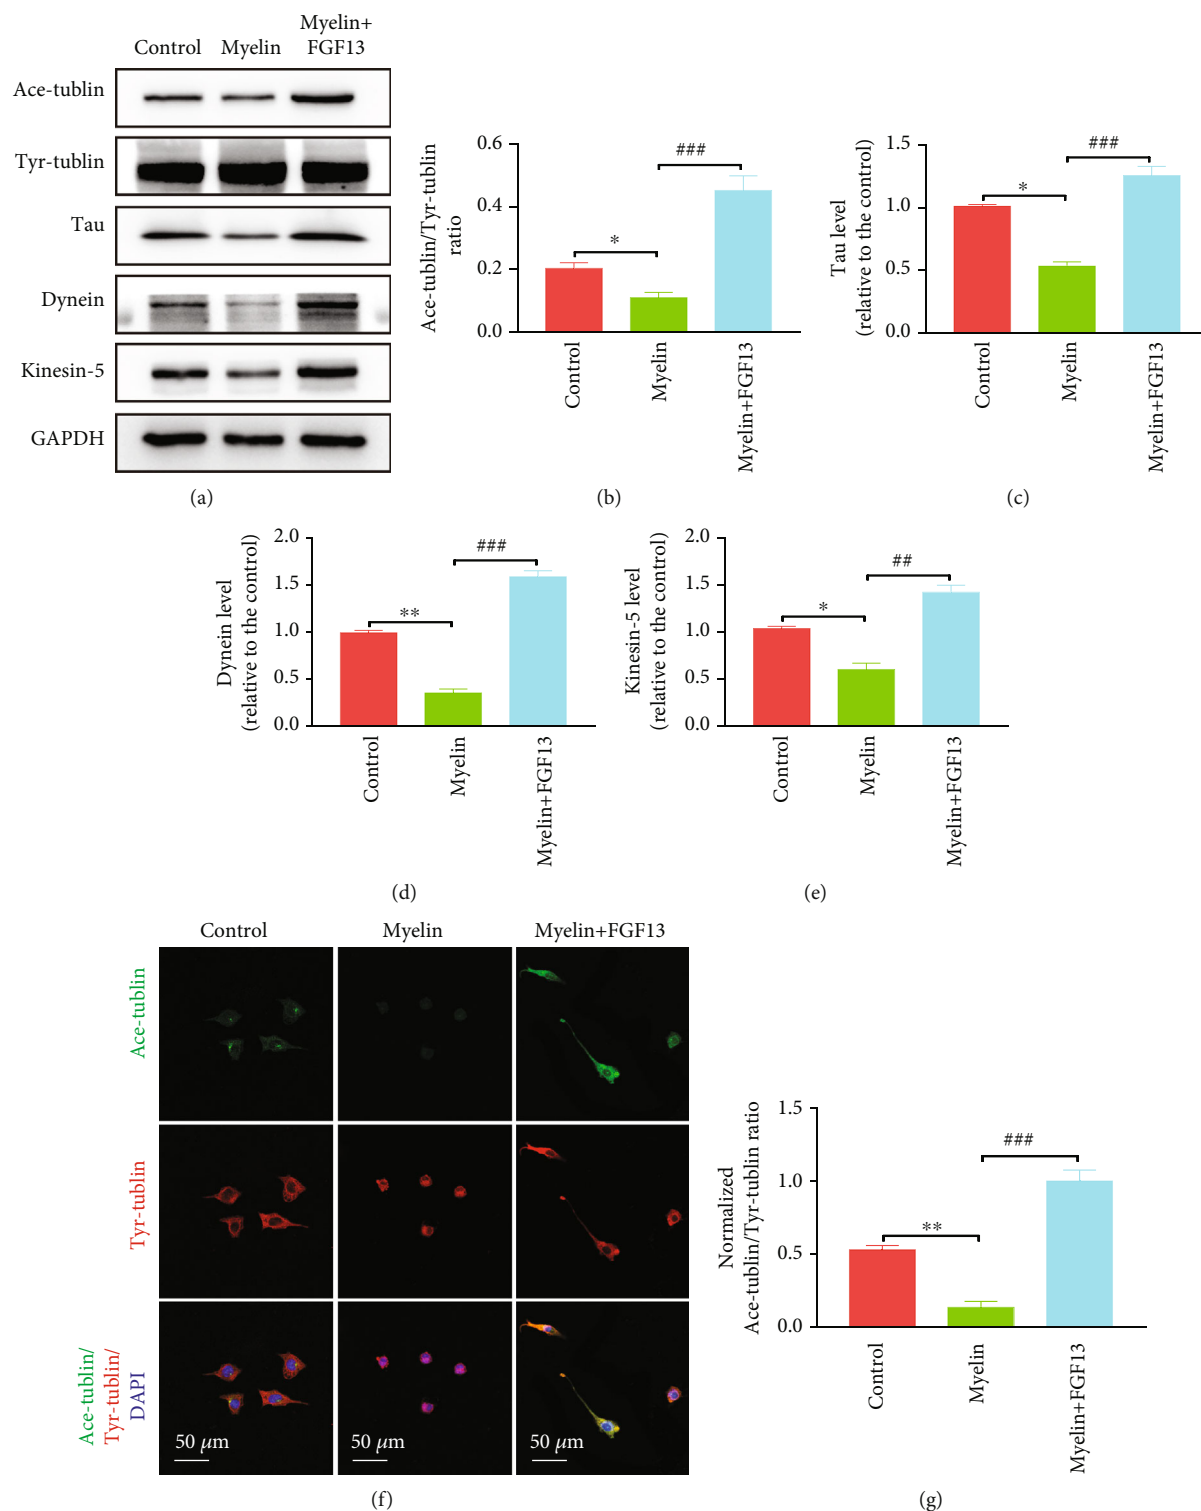 Control Myelin Myelin+
FGF13
Ace-tublin
Tyr-tublin
Tau
Dynein
Kinesin-5
GAPDH
(a)
Ace-tublin/Tyr-tublin
ratio
0.6
0.4
0.2
0.0
*
###
Control
Myelin
Myelin+FGF13
(b)
Tau level
(relative to the control)
1.5
1.0
0.5
0.0
*
###
Control
Myelin
Myelin+FGF13
(c)
Dynein level
(relative to the control)
2.0
1.5
1.0
0.5
0.0
**
###
Control
Myelin
Myelin+FGF13
(d)
Kinesin-5 level
(relative to the control)
2.0
1.5
1.0
0.5
0.0
*
##
Control
Myelin
Myelin+FGF13
(e)
Control Myelin Myelin+FGF13
Ace-tublin
Tyr-tublin
Ace-tublin/
Tyr-tublin/
DAPI
50 µm 50 µm 50 µm
(f)
Normalized
Ace-tublin/Tyr-tublin ratio
1.5
1.0
0.5
0.0
**
###
Control
Myelin
Myelin+FGF13
(g)